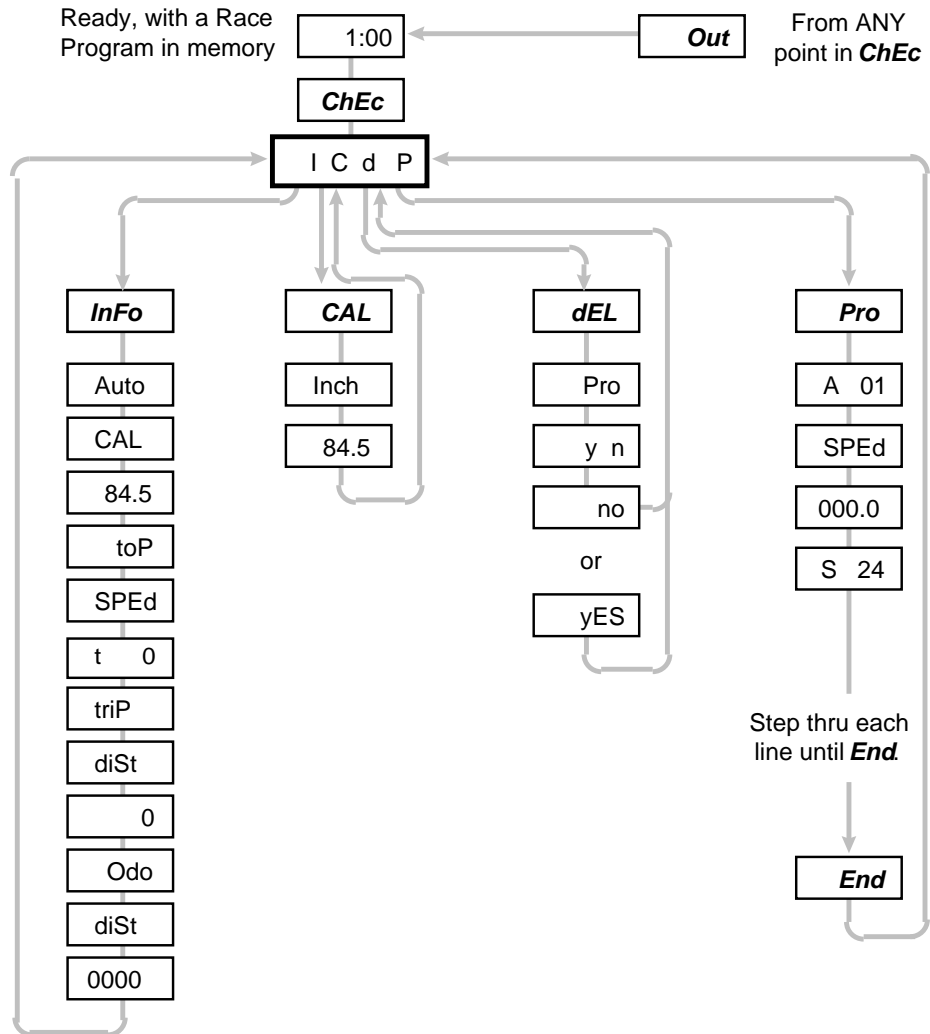 Ready, with a Race
Program in memory
1:00
Out
From ANY
point in ChEc
ChEc
I C d P
InFo
Auto
CAL
84.5
toP
SPEd
t 0
triP
diSt
0
Odo
diSt
0000
CAL
Inch
84.5
dEL
Pro
y n
no
or
yES
Pro
A 01
SPEd
000.0
S 24
Step thru each
line until End.
End